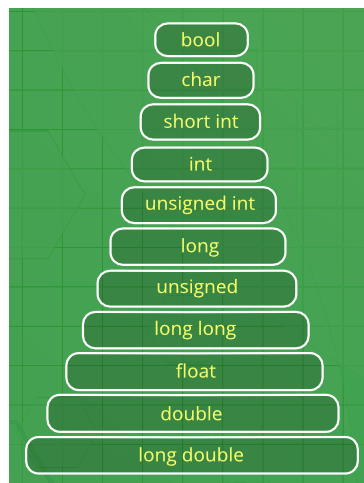 bool
char
short int
int
unsigned int
long
unsigned
long long
float
double
long double